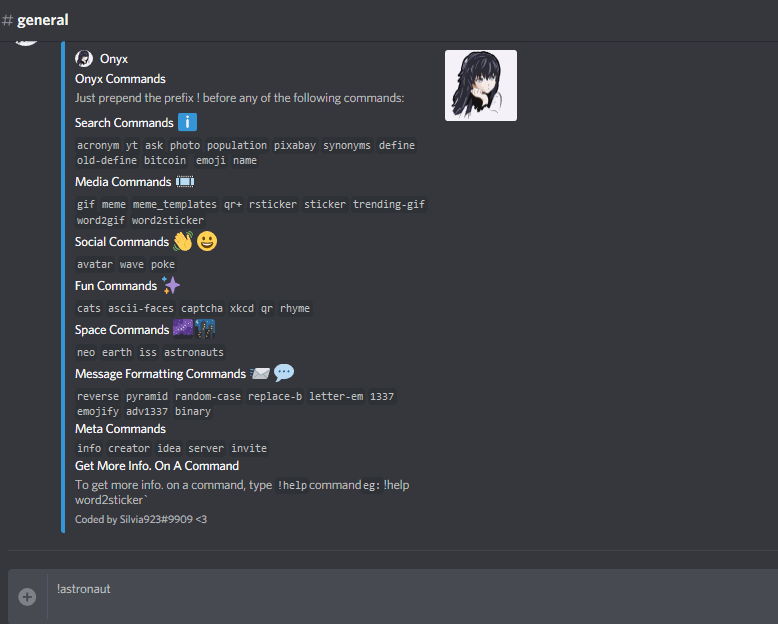 # general
Onyx
Onyx Commands
Just prepend the prefix ! before any of the following commands:
Search Commands
acronym yt ask photo population pixabay synonyms define
old-define bitcoin emoji name
Media Commands
gif meme meme_templates qr+ rsticker sticker trending-gif
word2gif word2sticker
Social Commands
avatar wave poke
Fun Commands
cats ascii-faces captcha xkcd qr rhyme
Space Commands
neo earth iss astronauts
Message Formatting Commands
reverse pyramid random-case replace-b letter-em 1337
emojify adv1337 binary
Meta Commands
info creator idea server invite
Get More Info. On A Command
To get more info. on a command, type !help command eg: !help
word2sticker`
Coded by Silvia923#9909 <3
!astronaut